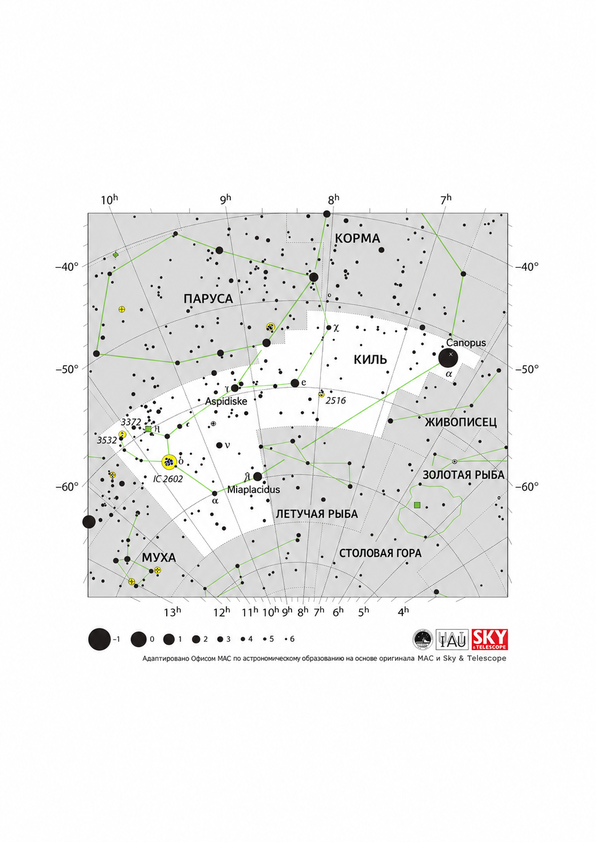 10h 9h 8h 7h
КОРМА
−40° −40°
ПАРУСА
χ
Canopus
КИЛЬ
−50° α −50°
ε
Aspidiske
2516
3372
ЖИВОПИСЕЦ
3532
υ
ЗОЛОТАЯ РЫБА
IC 2602
−60° −60°
Miaplacidus
α
ЛЕТУЧАЯ РЫБА
МУХА
СТОЛОВАЯ ГОРА
13h 12h 11h 10h 9h 8h 7h 6h 5h 4h
−1 0 1 2 3 4 5 6
IAU
SKY
& TELESCOPE
Адаптировано Офисом МАС по астрономическому образованию на основе оригинала МАС и Sky & Telescope